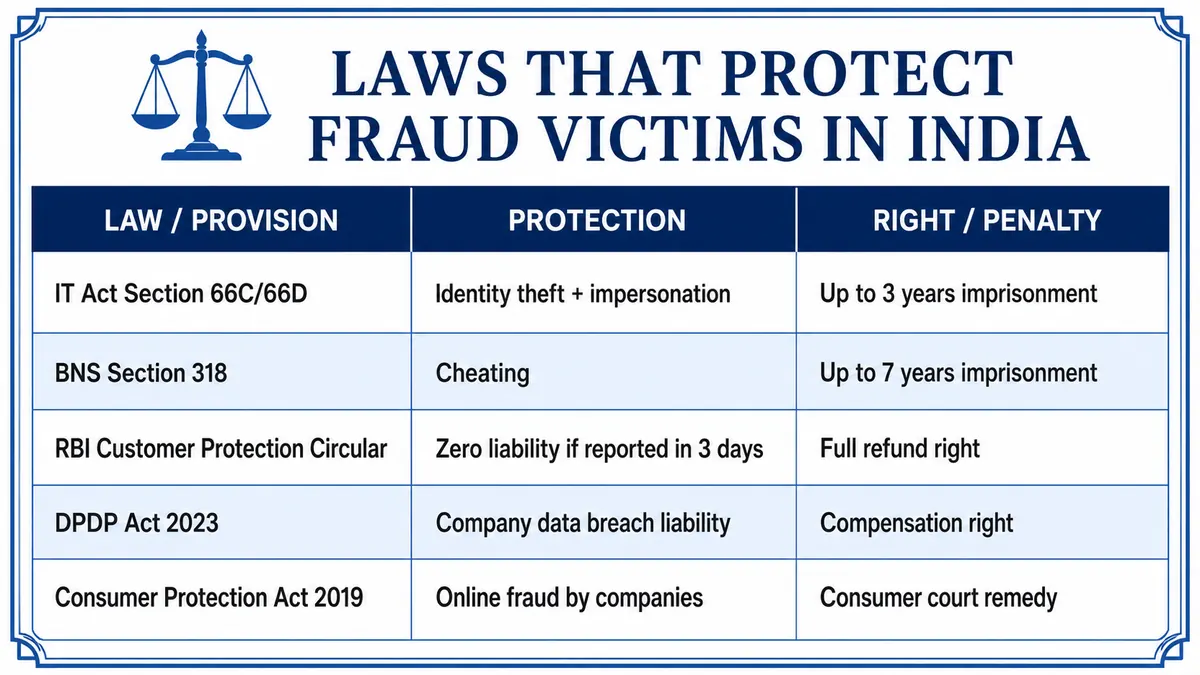 LAWS THAT PROTECT
FRAUD VICTIMS IN INDIA
LAW / PROVISION PROTECTION RIGHT / PENALTY
IT Act Section 66C/66D Identity theft + impersonation Up to 3 years imprisonment
BNS Section 318 Cheating Up to 7 years imprisonment
RBI Customer Protection Circular Zero liability if reported in 3 days Full refund right
DPDP Act 2023 Company data breach liability Compensation right
Consumer Protection Act 2019 Online fraud by companies Consumer court remedy